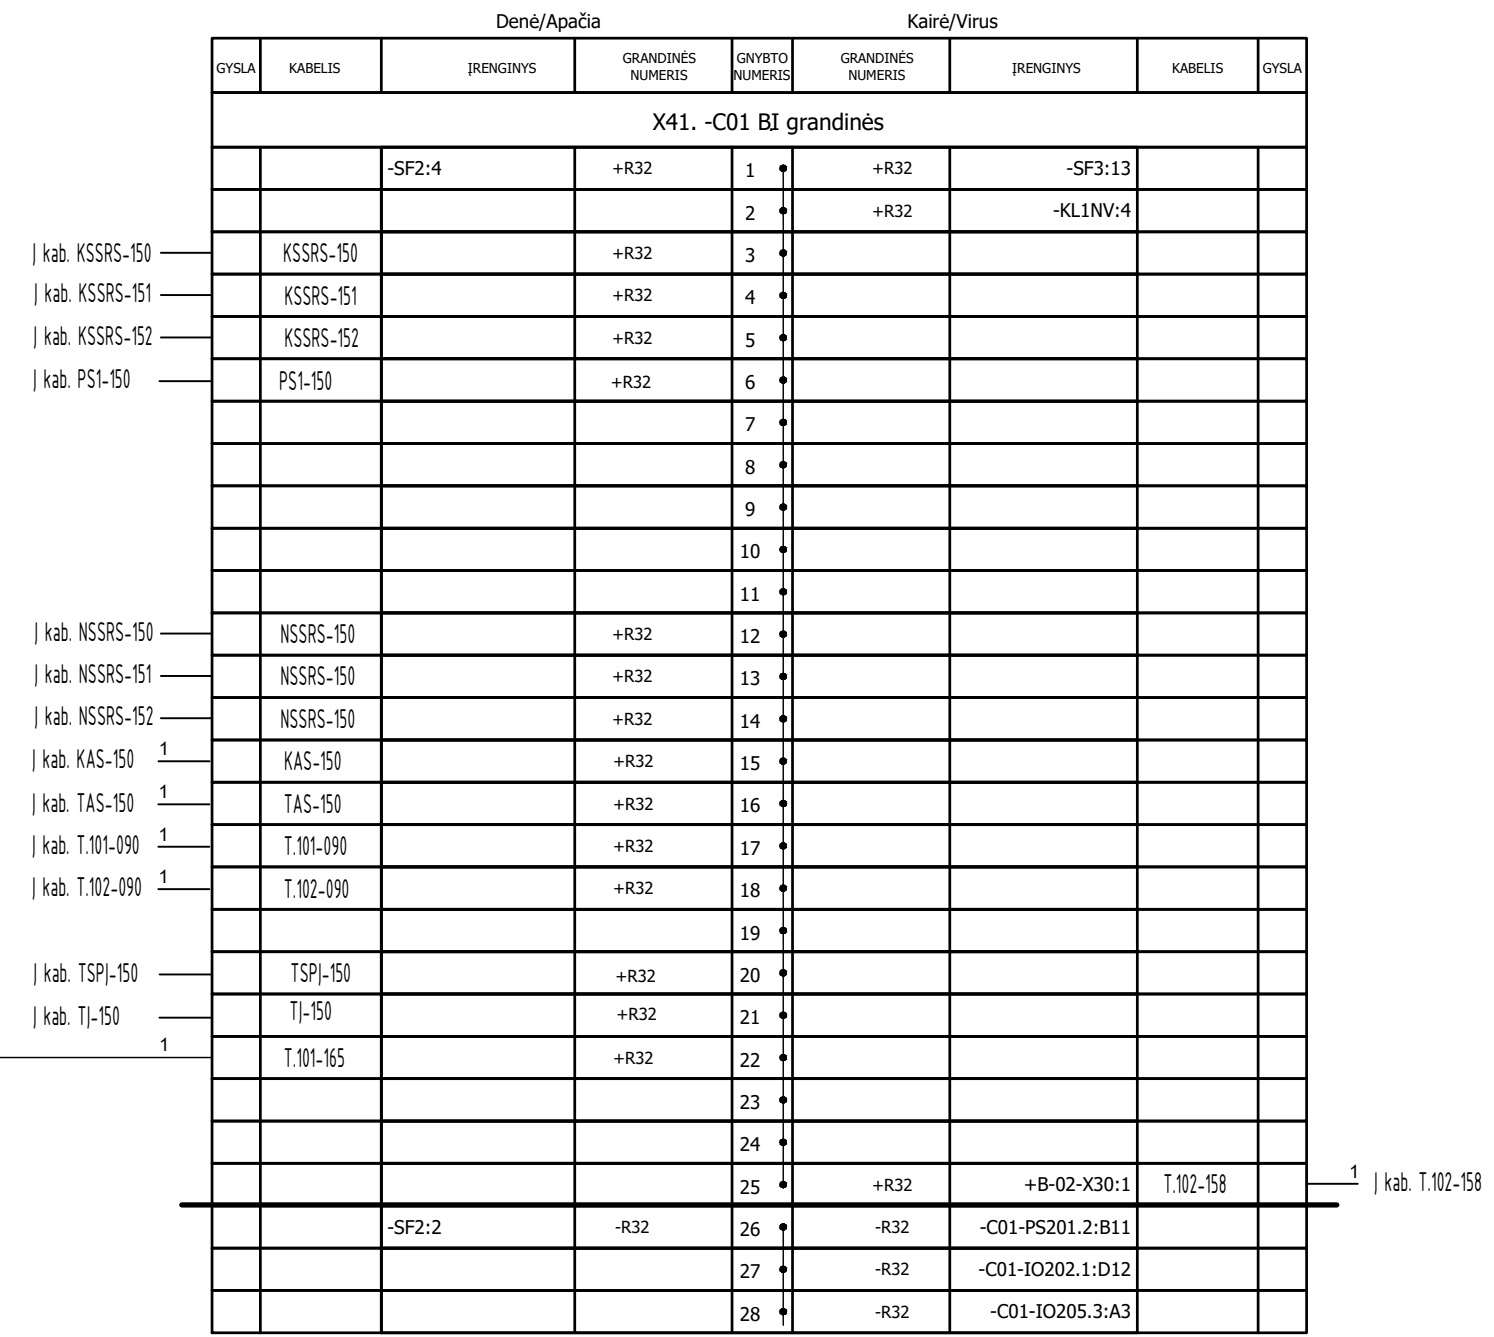 Denė/Apačia Kairė/Virus
GYSLA KABELIS ĮRENGINYS GRANDINĖS NUMERIS GNYBTO NUMERIS GRANDINĖS NUMERIS ĮRENGINYS KABELIS GYSLA
X41. -C01 BI grandinės
-SF2:4 +R32 1 +R32 -SF3:13
2 +R32 -KL1NV:4
Į kab. KSSRS-150 KSSRS-150 +R32 3
Į kab. KSSRS-151 KSSRS-151 +R32 4
Į kab. KSSRS-152 KSSRS-152 +R32 5
Į kab. PS1-150 PS1-150 +R32 6
7
8
9
10
11
Į kab. NSSRS-150 NSSRS-150 +R32 12
Į kab. NSSRS-151 NSSRS-150 +R32 13
Į kab. NSSRS-152 NSSRS-150 +R32 14
Į kab. KAS-150 1 KAS-150 +R32 15
Į kab. TAS-150 1 TAS-150 +R32 16
Į kab. T.101-090 1 T.101-090 +R32 17
Į kab. T.102-090 1 T.102-090 +R32 18
19
Į kab. TSPĮ-150 TSPĮ-150 +R32 20
Į kab. TĮ-150 TĮ-150 +R32 21
1 T.101-165 +R32 22
23
24
25 +R32 +B-02-X30:1 T.102-158 1 Į kab. T.102-158
-SF2:2 -R32 26 -R32 -C01-PS201.2:B11
27 -R32 -C01-IO202.1:D12
28 -R32 -C01-IO205.3:A3